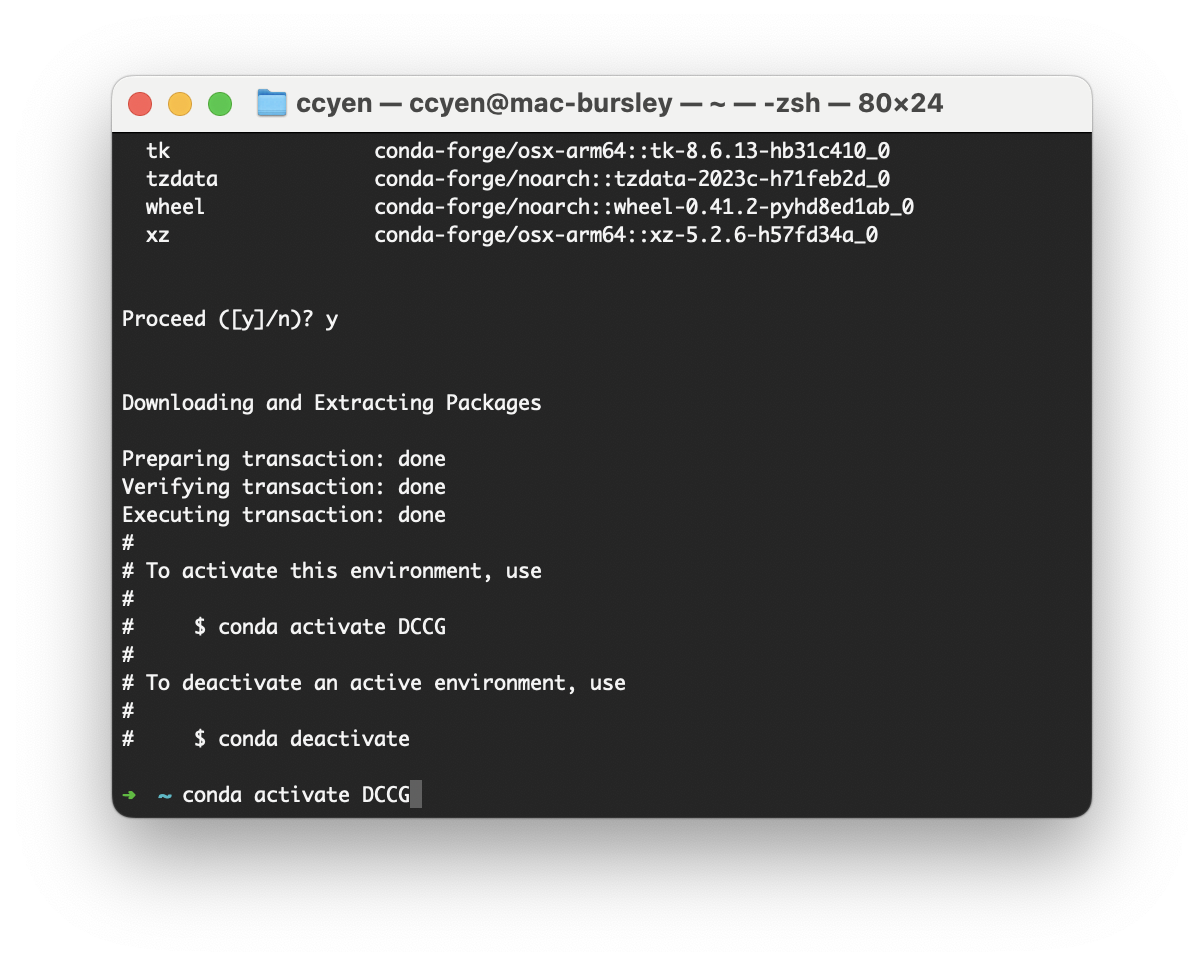 ccyen — ccyen@mac-bursley — ~ — -zsh — 80×24
tk conda-forge/osx-arm64::tk-8.6.13-hb31c410_0
tzdata conda-forge/noarch::tzdata-2023c-h71feb2d_0
wheel conda-forge/noarch::wheel-0.41.2-pyhd8ed1ab_0
xz conda-forge/osx-arm64::xz-5.2.6-h57fd34a_0
Proceed ([y]/n)? y
Downloading and Extracting Packages
Preparing transaction: done
Verifying transaction: done
Executing transaction: done
#
# To activate this environment, use
#
#     $ conda activate DCCG
#
# To deactivate an active environment, use
#
#     $ conda deactivate
➜  ~ conda activate DCCG